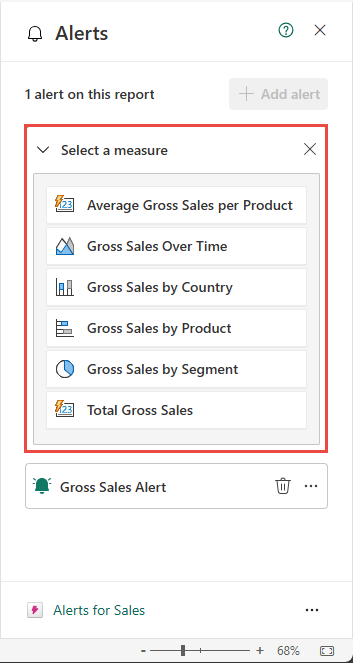 Alerts
1 alert on this report
Add alert
Select a measure
123 Average Gross Sales per Product
Gross Sales Over Time
Gross Sales by Country
Gross Sales by Product
Gross Sales by Segment
123 Total Gross Sales
Gross Sales Alert
Alerts for Sales
- + 68%